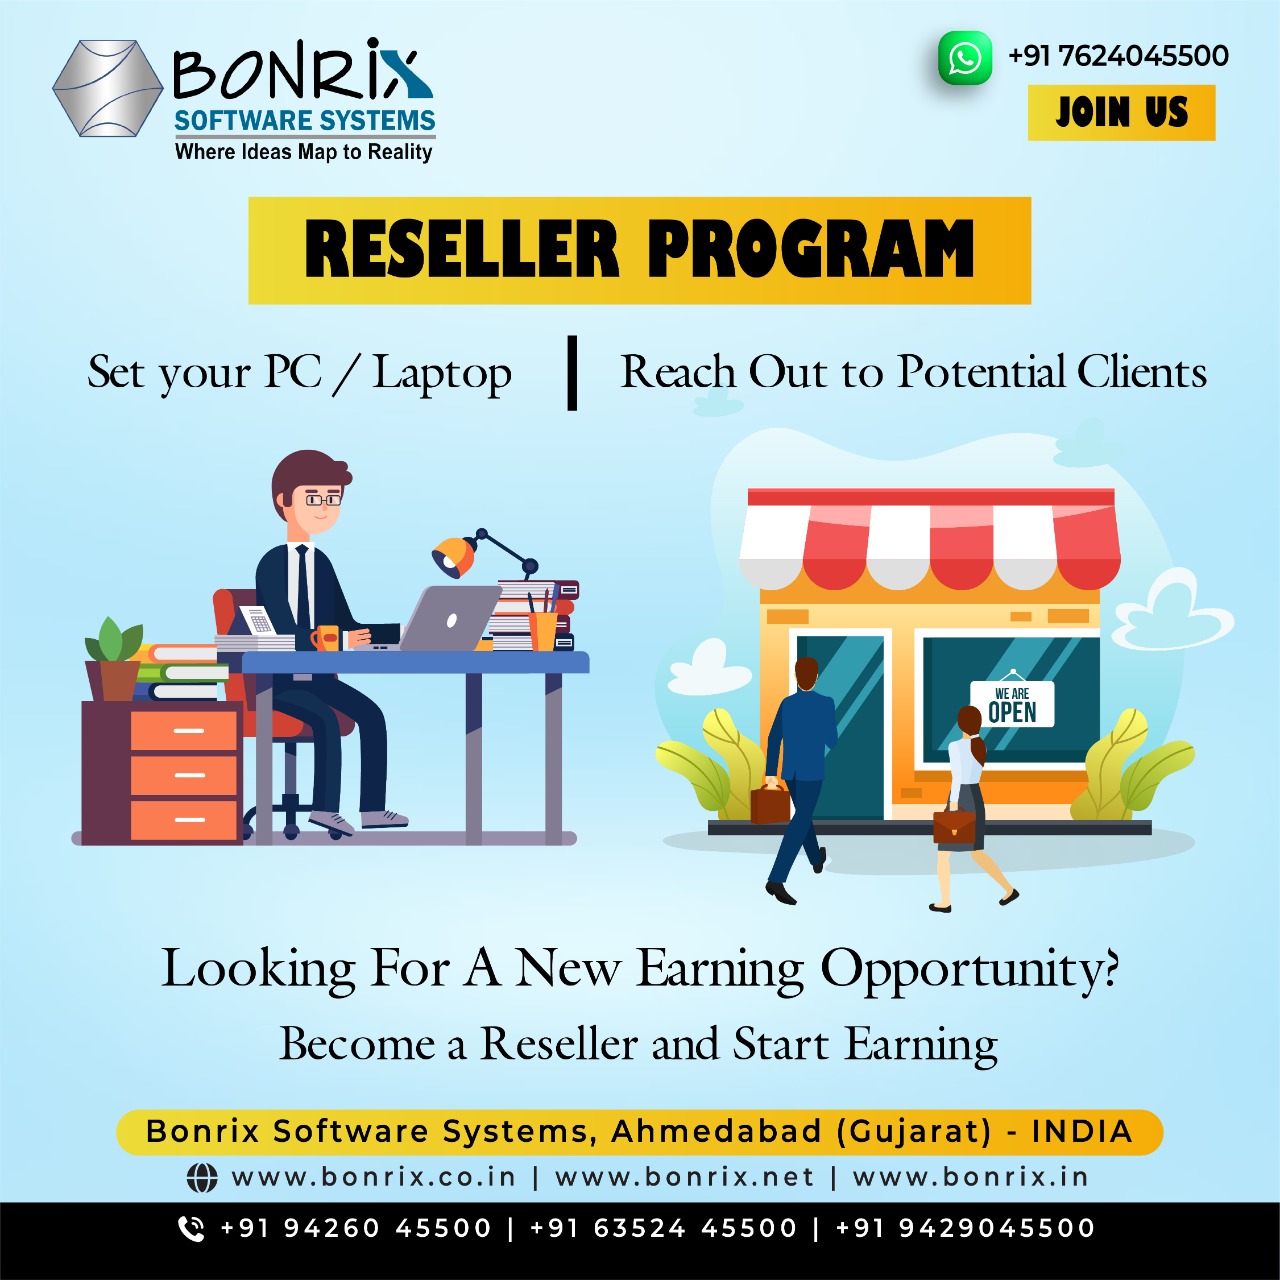 BONRIX
SOFTWARE SYSTEMS
Where Ideas Map to Reality
+91 7624045500
JOIN US
RESELLER PROGRAM
Set your PC / Laptop
Reach Out to Potential Clients
WE ARE
OPEN
Looking For A New Earning Opportunity?
Become a Reseller and Start Earning
Bonrix Software Systems, Ahmedabad (Gujarat) - INDIA
www.bonrix.co.in | www.bonrix.net | www.bonrix.in
+91 94260 45500 | +91 63524 45500 | +91 9429045500